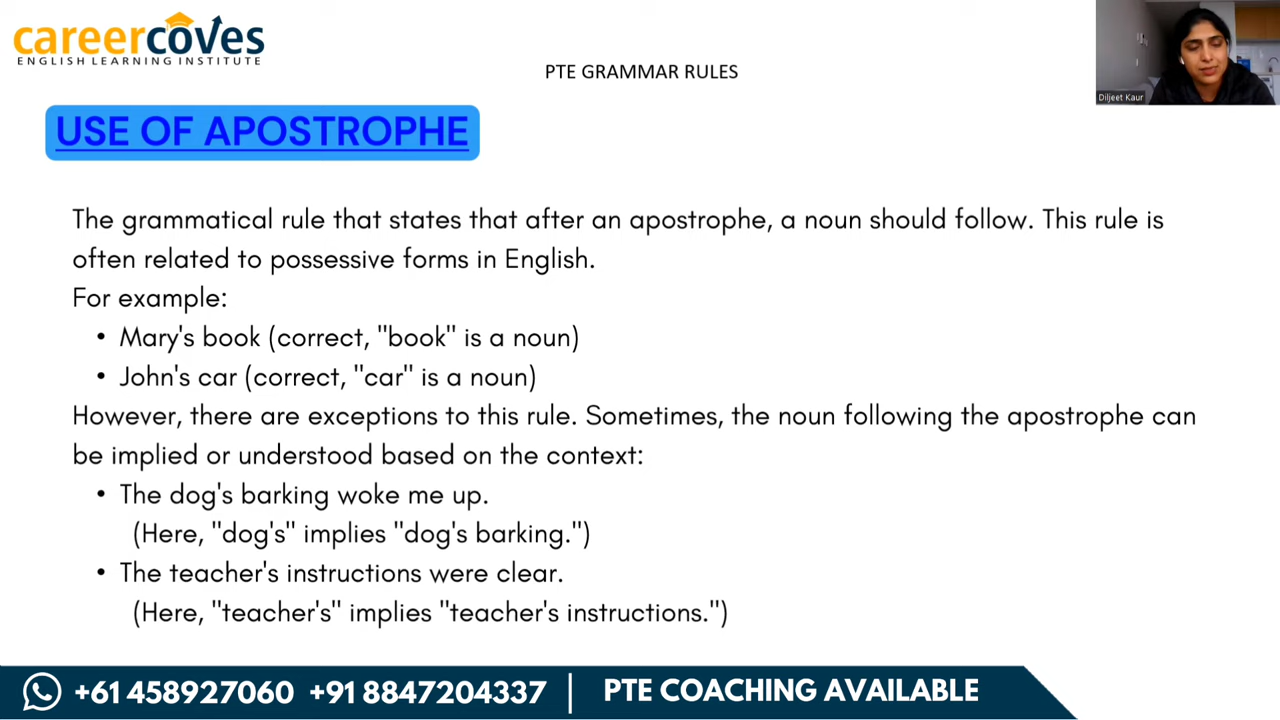 careercoves
ENGLISH LEARNING INSTITUTE
PTE GRAMMAR RULES
Diljeet Kaur
USE OF APOSTROPHE
The grammatical rule that states that after an apostrophe, a noun should follow. This rule is
often related to possessive forms in English.
For example:
• Mary's book (correct, "book" is a noun)
• John's car (correct, "car" is a noun)
However, there are exceptions to this rule. Sometimes, the noun following the apostrophe can
be implied or understood based on the context:
• The dog's barking woke me up.
(Here, "dog's" implies "dog's barking.")
• The teacher's instructions were clear.
(Here, "teacher's" implies "teacher's instructions.")
+61 458927060 +91 8847204337 | PTE COACHING AVAILABLE